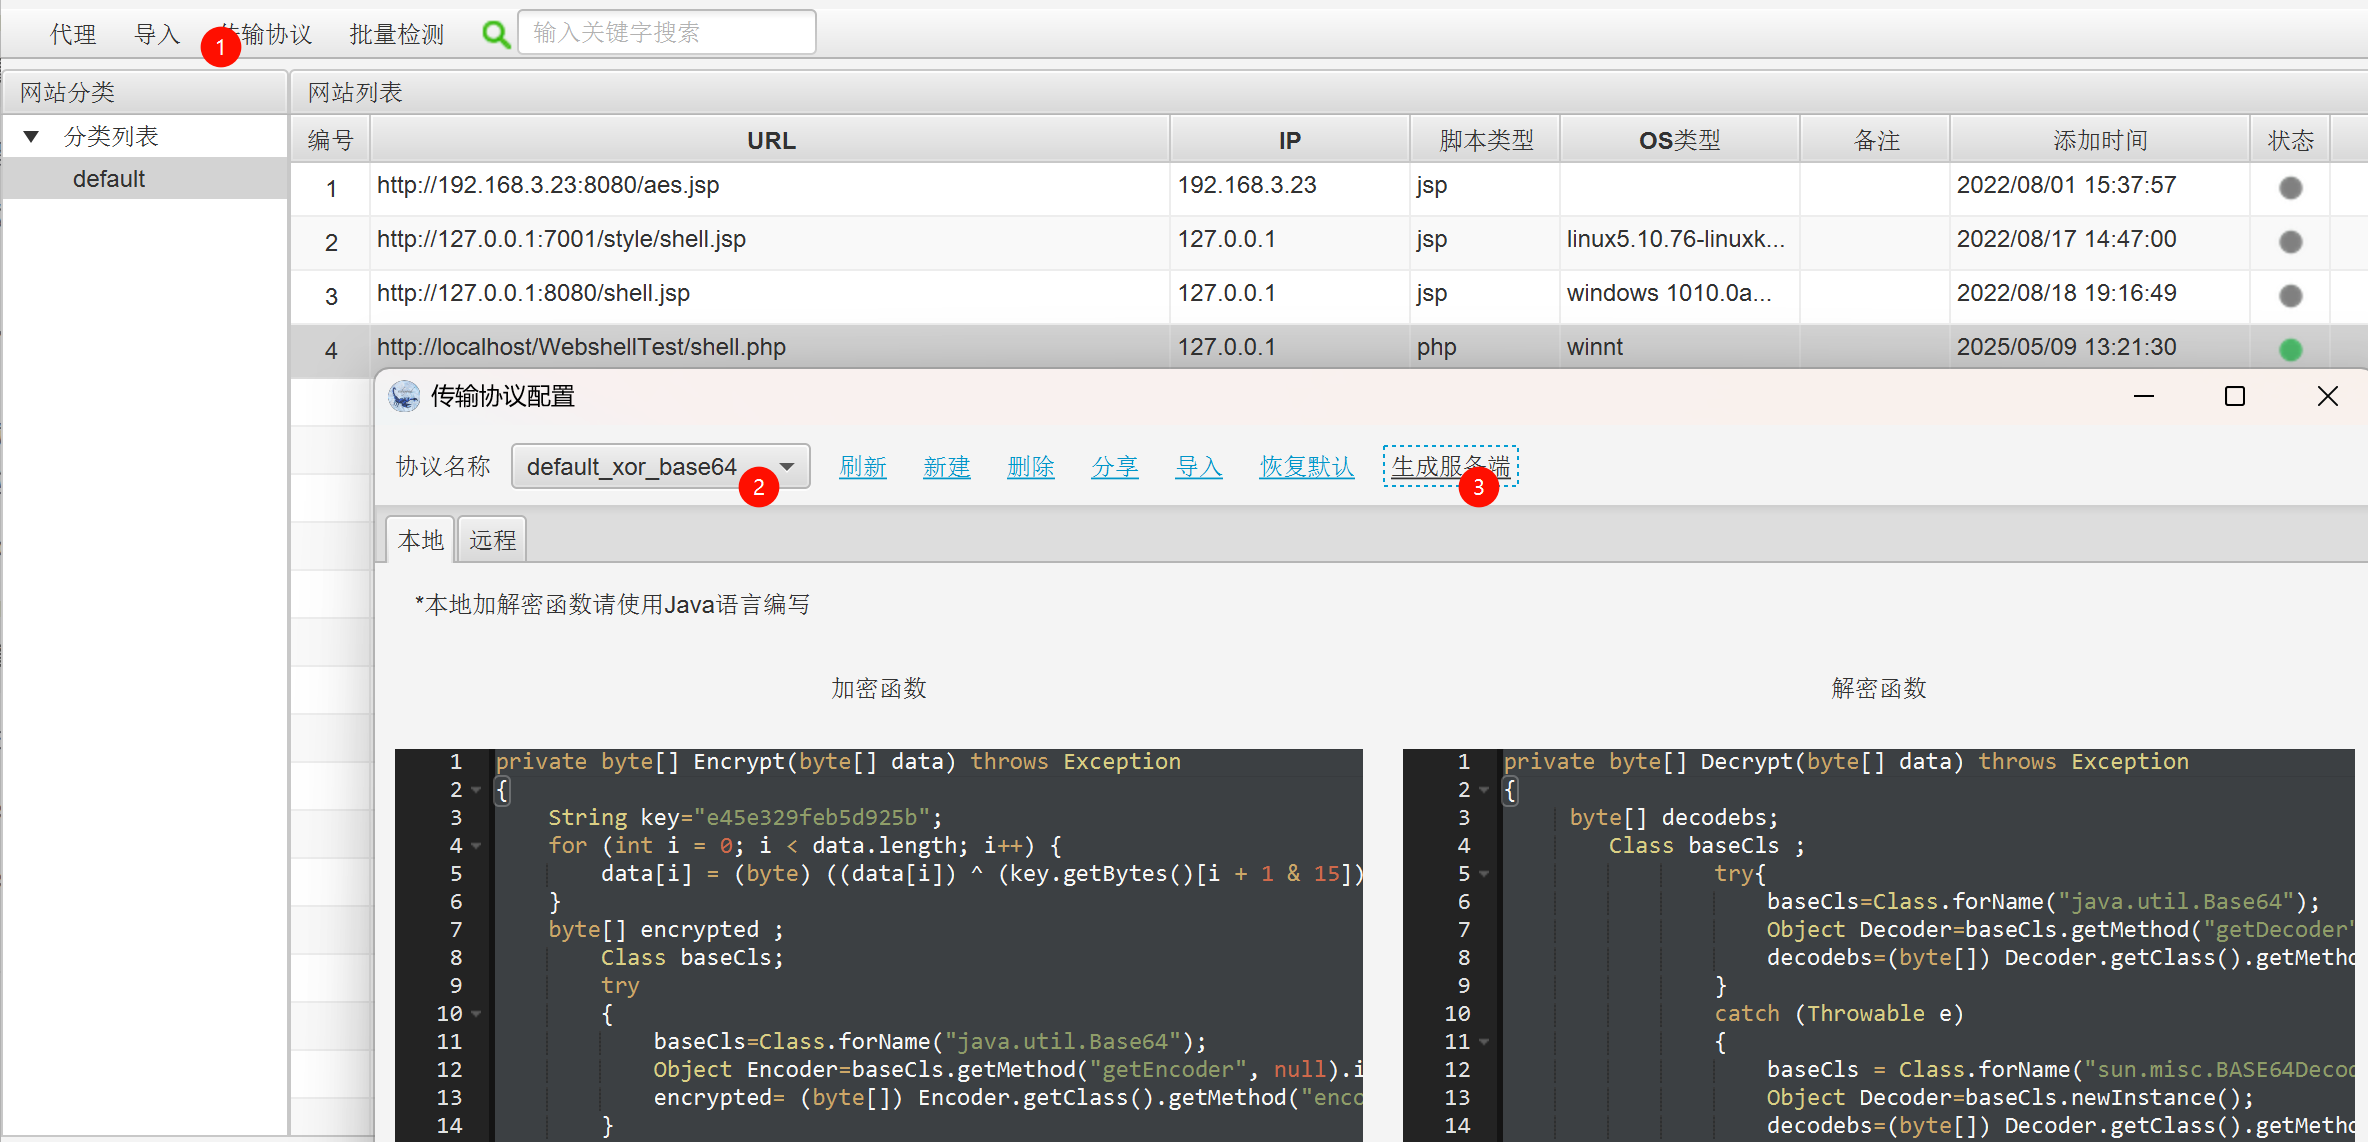 代理 导入 传输协议 批量检测 输入关键字搜索
1
网站分类 网站列表
分类列表
default
编号 URL IP 脚本类型 OS类型 备注 添加时间 状态
1 http://192.168.3.23:8080/aes.jsp 192.168.3.23 jsp 2022/08/01 15:37:57
2 http://127.0.0.1:7001/style/shell.jsp 127.0.0.1 jsp linux5.10.76-linuxk... 2022/08/17 14:47:00
3 http://127.0.0.1:8080/shell.jsp 127.0.0.1 jsp windows 1010.0a... 2022/08/18 19:16:49
4 http://localhost/WebshellTest/shell.php 127.0.0.1 php winnt 2025/05/09 13:21:30
传输协议配置
协议名称 default_xor_base64 刷新 新建 删除 分享 导入 恢复默认 生成服务端
2 3
本地 远程
*本地加解密函数请使用Java语言编写
加密函数
1 private byte[] Encrypt(byte[] data) throws Exception
2 {
3 String key="e45e329feb5d925b";
4 for (int i = 0; i < data.length; i++) {
5 data[i] = (byte) ((data[i]) ^ (key.getBytes()[i + 1 & 15])
6 }
7 byte[] encrypted ;
8 Class baseCls;
9 try
10 {
11 baseCls=Class.forName("java.util.Base64");
12 Object Encoder=baseCls.getMethod("getEncoder", null).i
13 encrypted= (byte[]) Encoder.getClass().getMethod("enco
14 }
解密函数
1 private byte[] Decrypt(byte[] data) throws Exception
2 {
3 byte[] decodebs;
4 Class baseCls ;
5 try{
6 baseCls=Class.forName("java.util.Base64");
7 Object Decoder=baseCls.getMethod("getDecoder"
8 decodebs=(byte[]) Decoder.getClass().getMetho
9 }
10 catch (Throwable e)
11 {
12 baseCls = Class.forName("sun.misc.BASE64Decod
13 Object Decoder=baseCls.newInstance();
14 decodebs=(byte[]) Decoder.getClass().getMetho